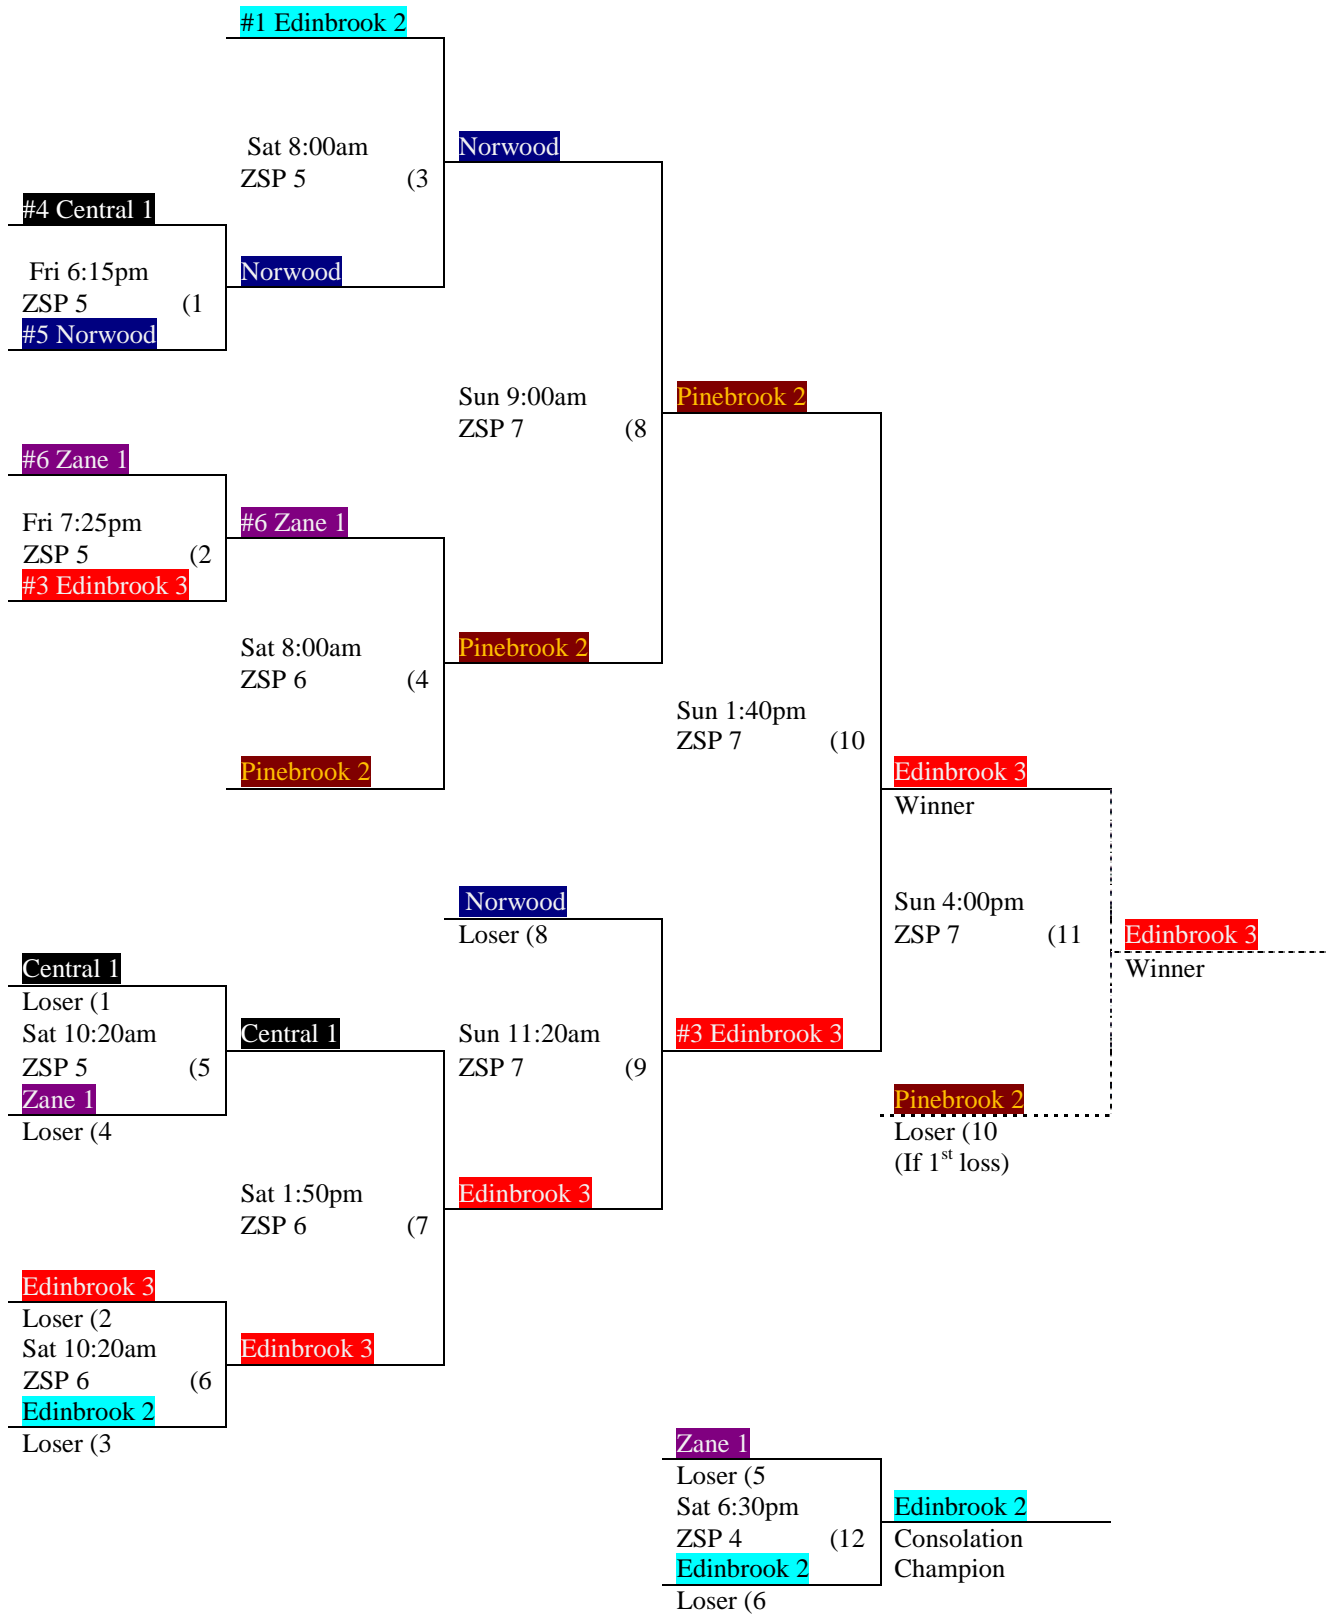 #1 Edinbrook 2
Sat 8:00am
ZSP 5 (3
Norwood
#4 Central 1
Fri 6:15pm
ZSP 5 (1
#5 Norwood
Norwood
Sun 9:00am
ZSP 7 (8
Pinebrook 2
#6 Zane 1
Fri 7:25pm
ZSP 5 (2
#3 Edinbrook 3
#6 Zane 1
Sat 8:00am
ZSP 6 (4
Pinebrook 2
Pinebrook 2
Sun 1:40pm
ZSP 7 (10
Edinbrook 3
Winner
Norwood
Loser (8
Sun 4:00pm
ZSP 7 (11
Edinbrook 3
Winner
Central 1
Loser (1
Sat 10:20am
ZSP 5 (5
Zane 1
Loser (4
Central 1
Sun 11:20am
ZSP 7 (9
#3 Edinbrook 3
Pinebrook 2
Loser (10
(If 1st loss)
Sat 1:50pm
ZSP 6 (7
Edinbrook 3
Edinbrook 3
Loser (2
Sat 10:20am
ZSP 6 (6
Edinbrook 2
Loser (3
Edinbrook 3
Zane 1
Loser (5
Sat 6:30pm
ZSP 4 (12
Edinbrook 2
Loser (6
Edinbrook 2
Consolation
Champion